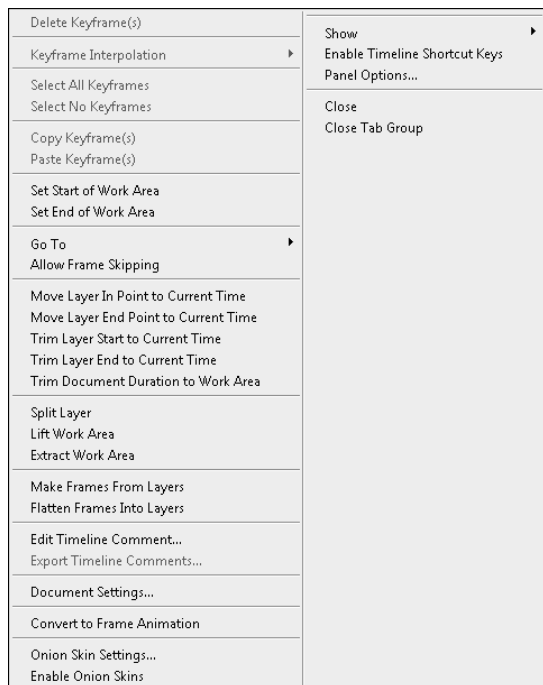 Delete Keyframe(s)
Keyframe Interpolation
Select All Keyframes
Select No Keyframes
Copy Keyframe(s)
Paste Keyframe(s)
Set Start of Work Area
Set End of Work Area
Go To
Allow Frame Skipping
Move Layer In Point to Current Time
Move Layer End Point to Current Time
Trim Layer Start to Current Time
Trim Layer End to Current Time
Trim Document Duration to Work Area
Split Layer
Lift Work Area
Extract Work Area
Make Frames From Layers
Flatten Frames Into Layers
Edit Timeline Comment...
Export Timeline Comments...
Document Settings...
Convert to Frame Animation
Onion Skin Settings...
Enable Onion Skins
Show
Enable Timeline Shortcut Keys
Panel Options...
Close
Close Tab Group